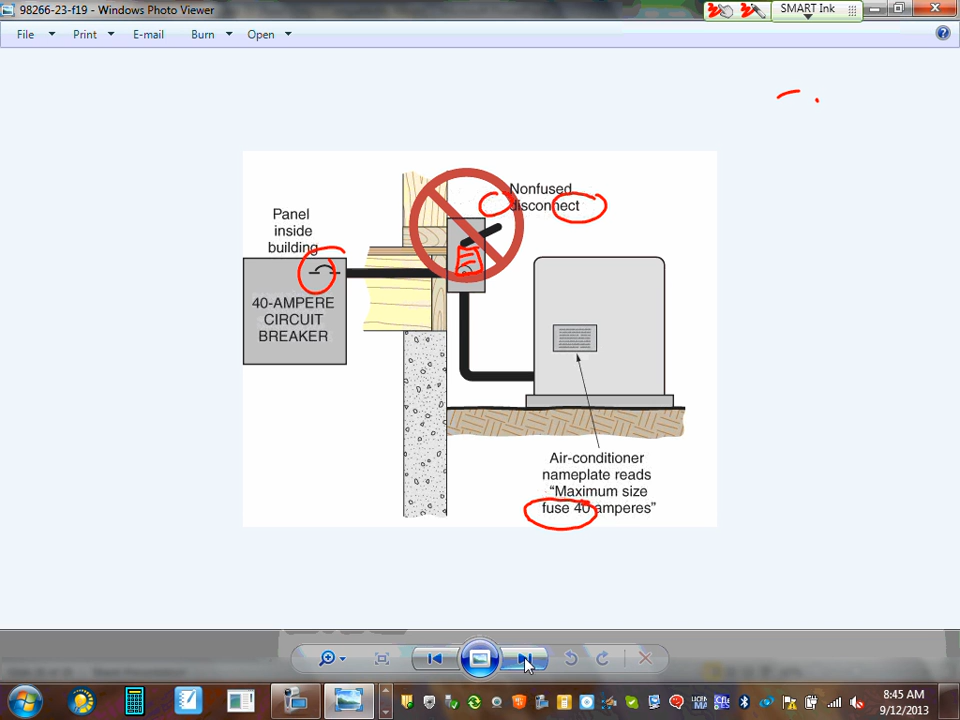 98266-23-f19 - Windows Photo Viewer
SMART Ink
File
Print
E-mail
Burn
Open
Nonfused
disconnect
Panel
inside
building
40-AMPERE
CIRCUIT
BREAKER
Air-conditioner
nameplate reads
“Maximum size
fuse 40 amperes”
8:45 AM
9/12/2013